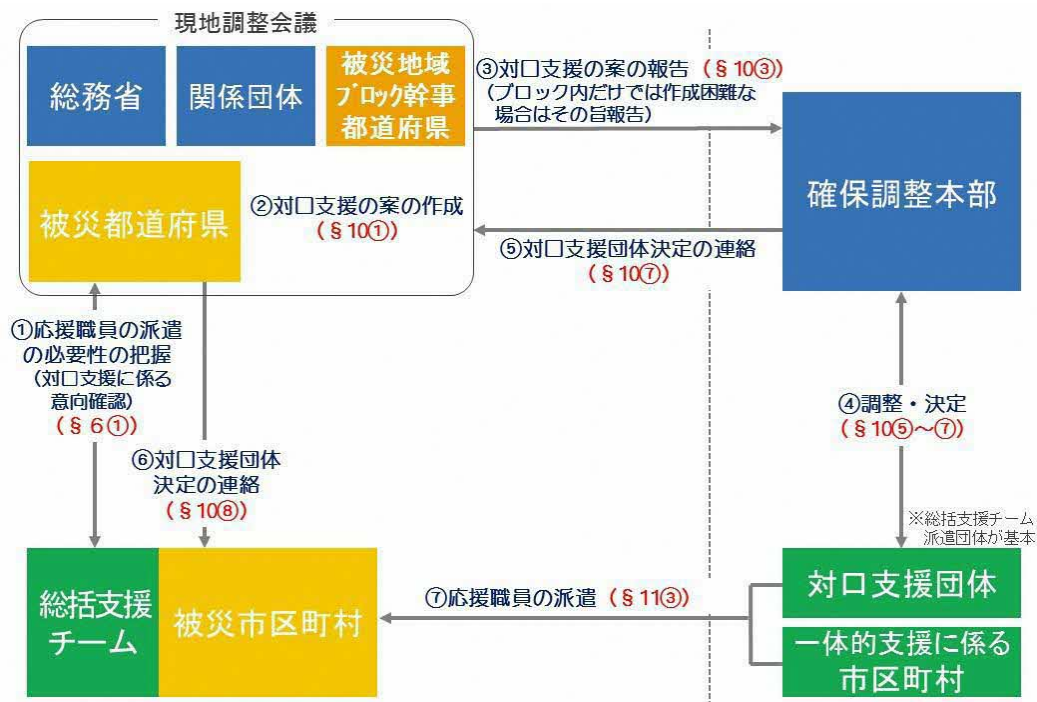 現地調整会議
総務省
関係団体
被災地域
ブロック幹事
都道府県
被災都道府県
②対口支援の案の作成
(§10①)
③対口支援の案の報告(§10③)
(ブロック内だけでは作成困難な
場合はその旨報告)
確保調整本部
⑤対口支援団体決定の連絡
(§10⑦)
①応援職員の派遣
の必要性の把握
(対口支援に係る
意向確認)
(§6①)
⑥対口支援団体
決定の連絡
(§10⑧)
④調整・決定
(§10⑤～⑦)
※総括支援チーム
派遣団体が基本
総括支援
チーム
被災市区町村
⑦応援職員の派遣(§11③)
対口支援団体
一体的支援に係る
市区町村